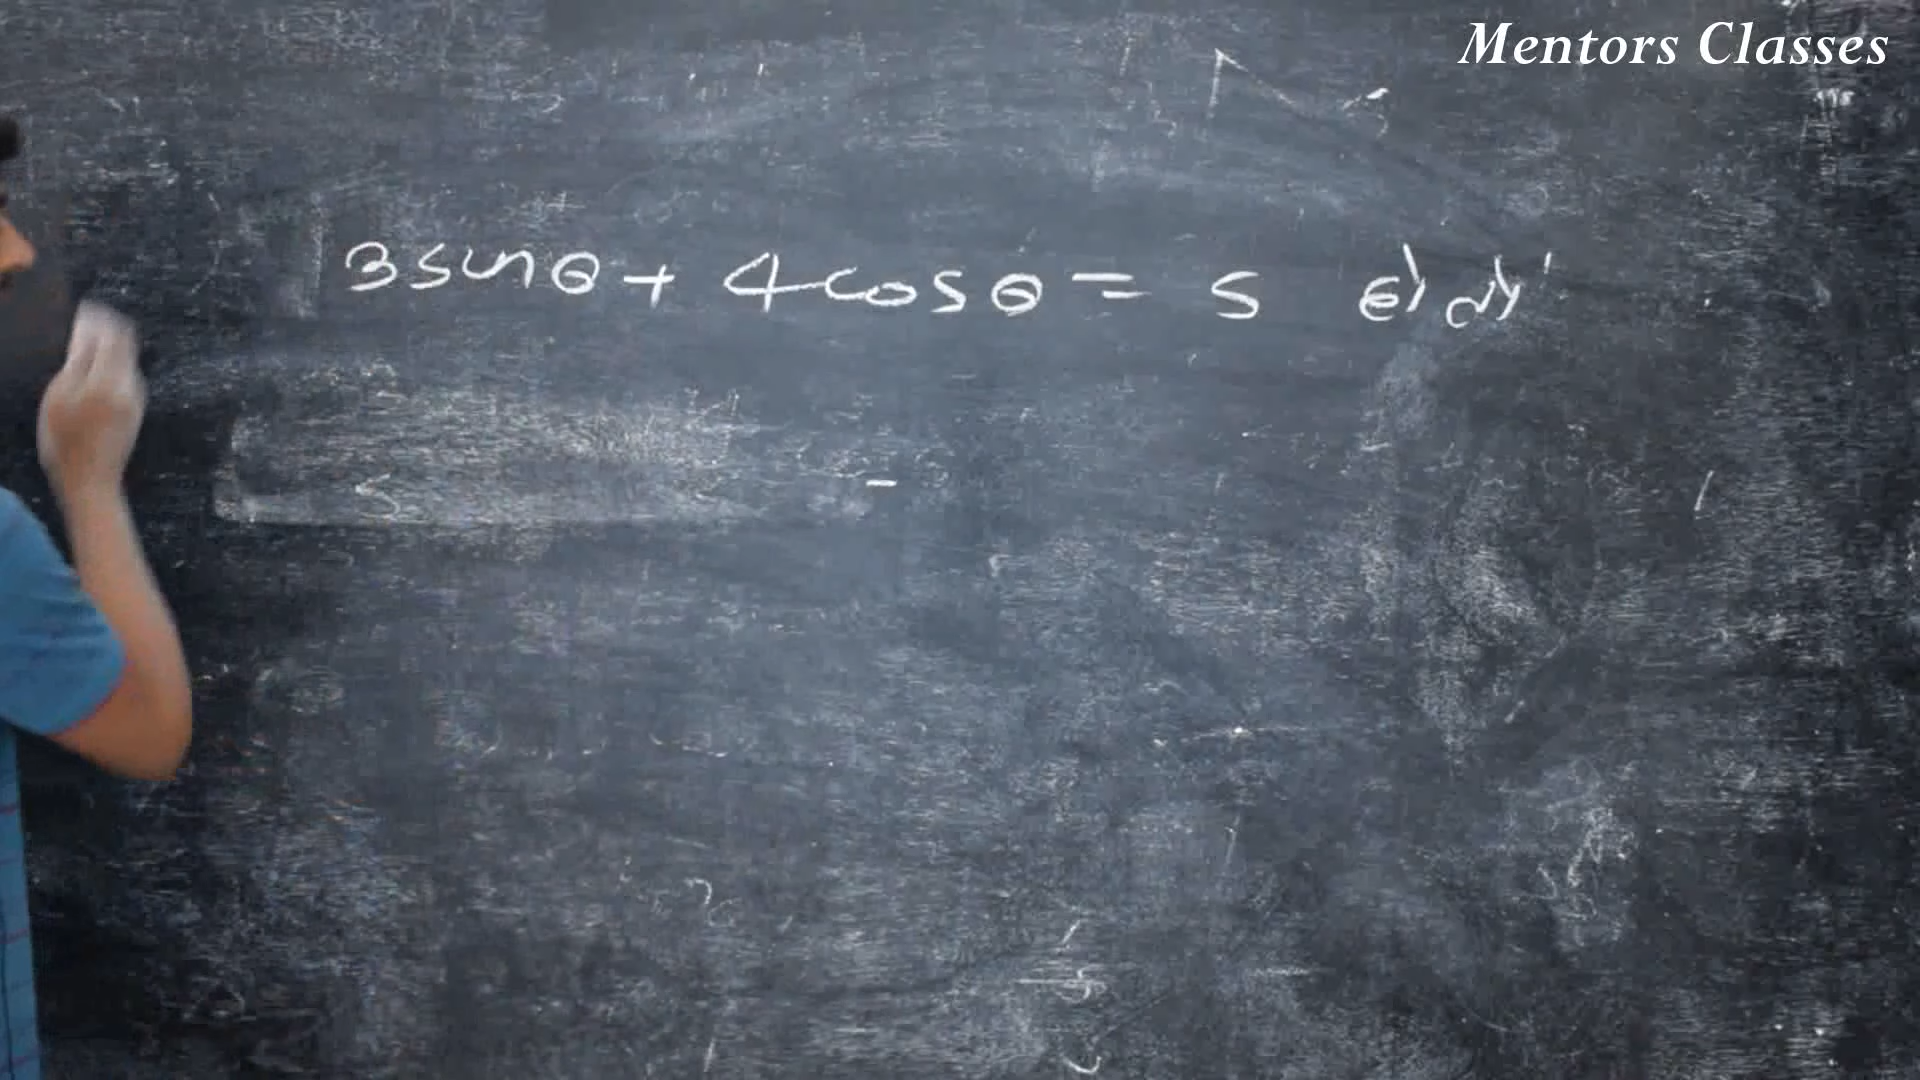 Mentors Classes
3sinθ + 4cosθ = 5 हो तो